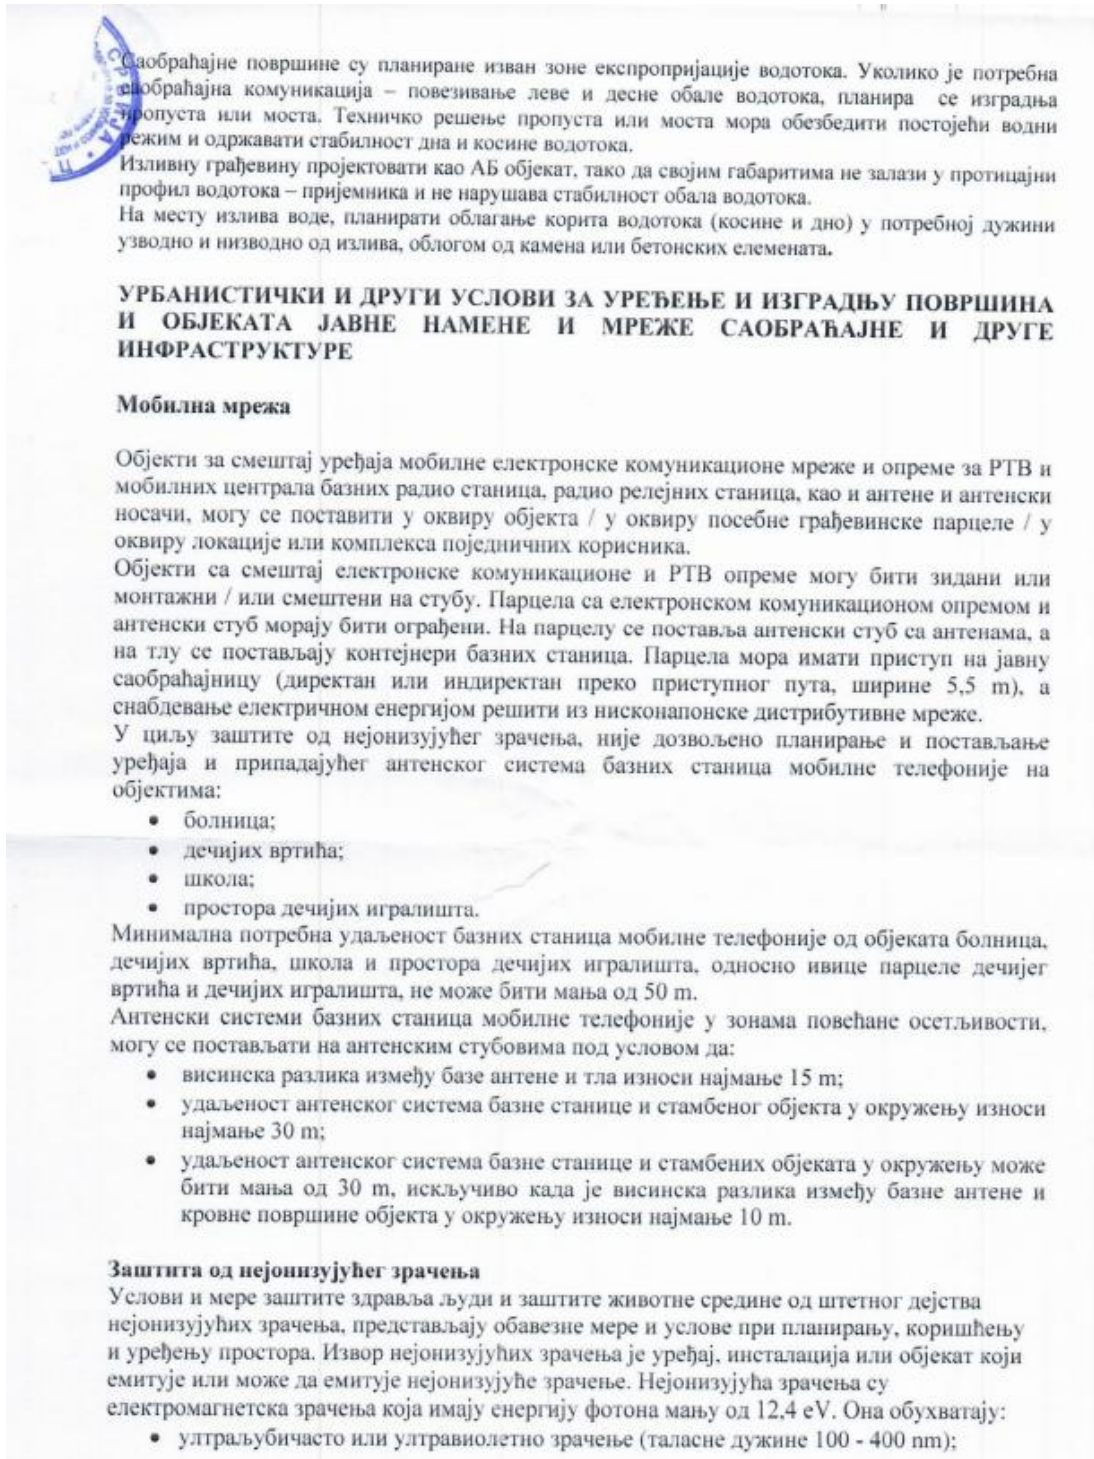 СРБИЈА
Саобраћајне површине су планиране изван зоне експропријације водотока. Уколико је потребна
саобраћајна комуникација – повезивање леве и десне обале водотока, планира се изградња
пропуста или моста. Техничко решење пропуста или моста мора обезбедити постојећи водни
режим и одржавати стабилност дна и косине водотока.
Изливну грађевину пројектовати као АБ објекат, тако да својим габаритима не залази у протицајни
профил водотока – пријемника и не нарушава стабилност обала водотока.
На месту излива воде, планирати облагање корита водотока (косине и дно) у потребној дужини
узводно и низводно од излива, облогом од камена или бетонских елемената.
УРБАНИСТИЧКИ И ДРУГИ УСЛОВИ ЗА УРЕЂЕЊЕ И ИЗГРАДЊУ ПОВРШИНА
И ОБЈЕКАТА ЈАВНЕ НАМЕНЕ И МРЕЖЕ САОБРАЋАЈНЕ И ДРУГЕ
ИНФРАСТРУКТУРЕ
Мобилна мрежа
Објекти за смештај уређаја мобилне електронске комуникационе мреже и опреме за РТВ и
мобилних централа базних радио станица, радио релејних станица, као и антене и антенски
носачи, могу се поставити у оквиру објекта / у оквиру посебне грађевинске парцеле / у
оквиру локације или комплекса поједничних корисника.
Објекти са смештај електронске комуникационе и РТВ опреме могу бити зидани или
монтажни / или смештени на стубу. Парцела са електронском комуникационом опремом и
антенски стуб морају бити ограђени. На парцелу се поставља антенски стуб са антенама, а
на тлу се постављају контејнери базних станица. Парцела мора имати приступ на јавну
саобраћајницу (директан или индиректан преко приступног пута, ширине 5,5 m), а
снабдевање електричном енергијом решити из нисконапонске дистрибутивне мреже.
У циљу заштите од нејонизујућег зрачења, није дозвољено планирање и постављање
уређаја и припадајућег антенског система базних станица мобилне телефоније на
објектима:
• болница;
• дечијих вртића;
• школа;
• простора дечијих игралишта.
Минимална потребна удаљеност базних станица мобилне телефоније од објеката болница,
дечијих вртића, школа и простора дечијих игралишта, односно ивице парцеле дечијег
вртића и дечијих игралишта, не може бити мања од 50 m.
Антенски системи базних станица мобилне телефоније у зонама повећане осетљивости,
могу се постављати на антенским стубовима под условом да:
• висинска разлика између базе антене и тла износи најмање 15 m;
• удаљеност антенског система базне станице и стамбеног објекта у окружењу износи
најмање 30 m;
• удаљеност антенског система базне станице и стамбених објеката у окружењу може
бити мања од 30 m, искључиво када је висинска разлика између базне антене и
кровне површине објекта у окружењу износи најмање 10 m.
Заштита од нејонизујућег зрачења
Услови и мере заштите здравља људи и заштите животне средине од штетног дејства
нејонизујућих зрачења, представљају обавезне мере и услове при планирању, коришћењу
и уређењу простора. Извор нејонизујућих зрачења је уређај, инсталација или објекат који
емитује или може да емитује нејонизујуће зрачење. Нејонизујућа зрачења су
електромагнетска зрачења која имају енергију фотона мању од 12,4 eV. Она обухватају:
• ултраљубичасто или ултравиолетно зрачење (таласне дужине 100 - 400 nm);